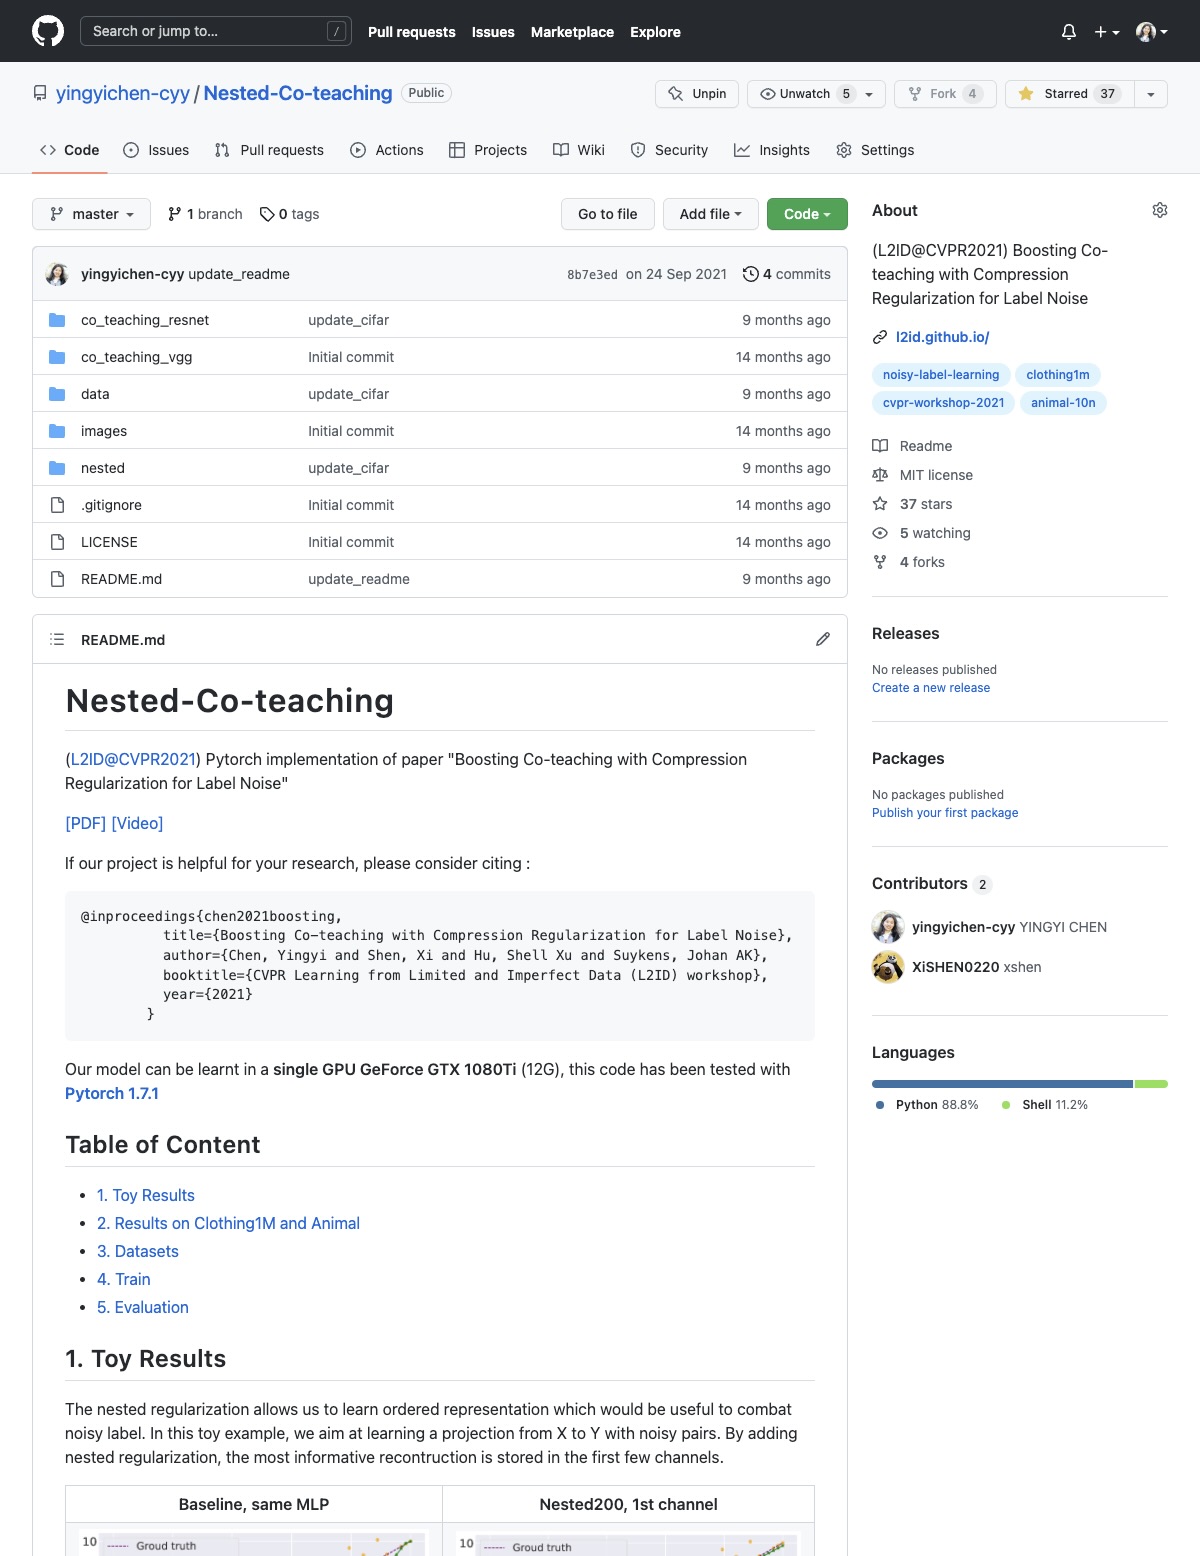 Search or jump to... /
Pull requests Issues Marketplace Explore
yingyichen-cyy / Nested-Co-teaching Public
Unpin Unwatch 5 Fork 4 Starred 37
Code Issues Pull requests Actions Projects Wiki Security Insights Settings
master 1 branch 0 tags Go to file Add file Code
yingyichen-cyy update_readme 8b7e3ed on 24 Sep 2021 4 commits
co_teaching_resnet update_cifar 9 months ago
co_teaching_vgg Initial commit 14 months ago
data update_cifar 9 months ago
images Initial commit 14 months ago
nested update_cifar 9 months ago
.gitignore Initial commit 14 months ago
LICENSE Initial commit 14 months ago
README.md update_readme 9 months ago
README.md
Nested-Co-teaching
(L2ID@CVPR2021) Pytorch implementation of paper "Boosting Co-teaching with Compression
Regularization for Label Noise"
[PDF] [Video]
If our project is helpful for your research, please consider citing :
@inproceedings{chen2021boosting,
title={Boosting Co-teaching with Compression Regularization for Label Noise},
author={Chen, Yingyi and Shen, Xi and Hu, Shell Xu and Suykens, Johan AK},
booktitle={CVPR Learning from Limited and Imperfect Data (L2ID) workshop},
year={2021}
}
Our model can be learnt in a single GPU GeForce GTX 1080Ti (12G), this code has been tested with
Pytorch 1.7.1
Table of Content
• 1. Toy Results
• 2. Results on Clothing1M and Animal
• 3. Datasets
• 4. Train
• 5. Evaluation
1. Toy Results
The nested regularization allows us to learn ordered representation which would be useful to combat
noisy label. In this toy example, we aim at learning a projection from X to Y with noisy pairs. By adding
nested regularization, the most informative recontruction is stored in the first few channels.
Baseline, same MLP Nested200, 1st channel
10 Groud truth 10 Groud truth
About
(L2ID@CVPR2021) Boosting Co-
teaching with Compression
Regularization for Label Noise
l2id.github.io/
noisy-label-learning clothing1m
cvpr-workshop-2021 animal-10n
Readme
MIT license
37 stars
5 watching
4 forks
Releases
No releases published
Create a new release
Packages
No packages published
Publish your first package
Contributors 2
yingyichen-cyy YINGYI CHEN
XiSHEN0220 xshen
Languages
Python 88.8% Shell 11.2%